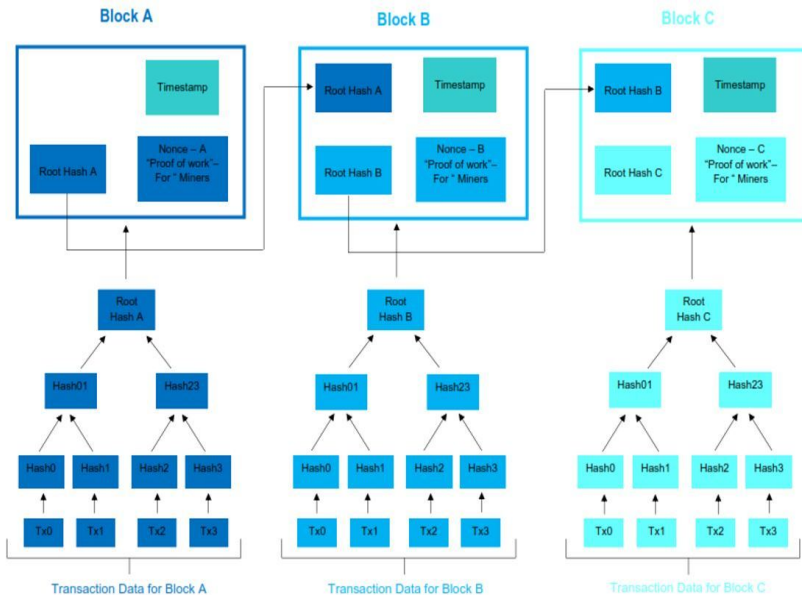 Block A
Timestamp
Root Hash A
Nonce – A
“Proof of work”–
For “ Miners
Root
Hash A
Hash01
Hash23
Hash0
Hash1
Hash2
Hash3
Tx0
Tx1
Tx2
Tx3
Transaction Data for Block A
Block B
Root Hash A
Timestamp
Root Hash B
Nonce – B
“Proof of work”–
For “ Miners
Root
Hash B
Hash01
Hash23
Hash0
Hash1
Hash2
Hash3
Tx0
Tx1
Tx2
Tx3
Transaction Data for Block B
Block C
Root Hash B
Timestamp
Root Hash C
Nonce – C
“Proof of work”–
For “ Miners
Root
Hash C
Hash01
Hash23
Hash0
Hash1
Hash2
Hash3
Tx0
Tx1
Tx2
Tx3
Transaction Data for Block C